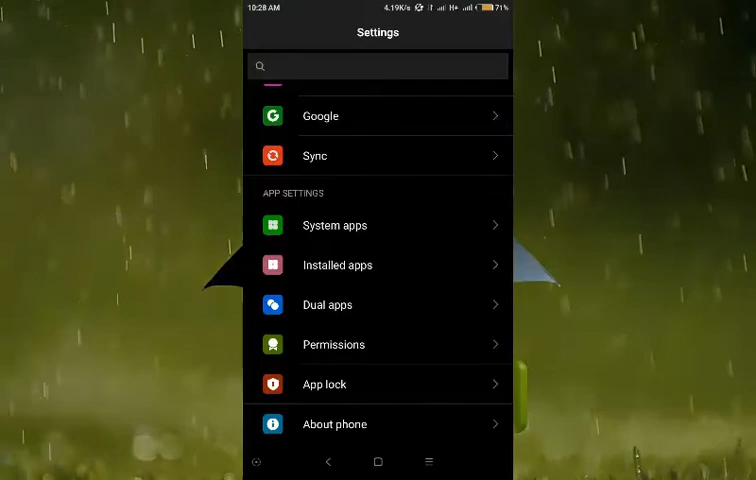 10:28 AM
4.19K/s
H+
71%
Settings
Google
Sync
APP SETTINGS
System apps
Installed apps
Dual apps
Permissions
App lock
About phone